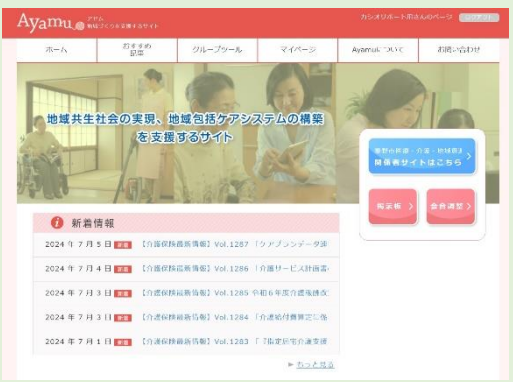 Ayamu
アヤム
地域づくりを支援するサイト
カシオリポート用さんのページ ログアウト
ホーム
おすすめ
記事
グループツール
マイページ
Ayamuについて
お問い合わせ
地域共生社会の実現、地域包括ケアシステムの構築
を支援するサイト
関係者サイトはこちら
掲示板
会合調整
新着情報
2024年7月5日 新着 【介護保険最新情報】Vol.1287 「ケアプランデータ連
2024年7月4日 新着 【介護保険最新情報】Vol.1286 「介護サービス計画書
2024年7月3日 新着 【介護保険最新情報】Vol.1285 令和6年度介護報酬改
2024年7月3日 新着 【介護保険最新情報】Vol.1284 「介護給付費算定に係
2024年7月1日 新着 【介護保険最新情報】Vol.1283 「『指定居宅介護支援
もっと見る